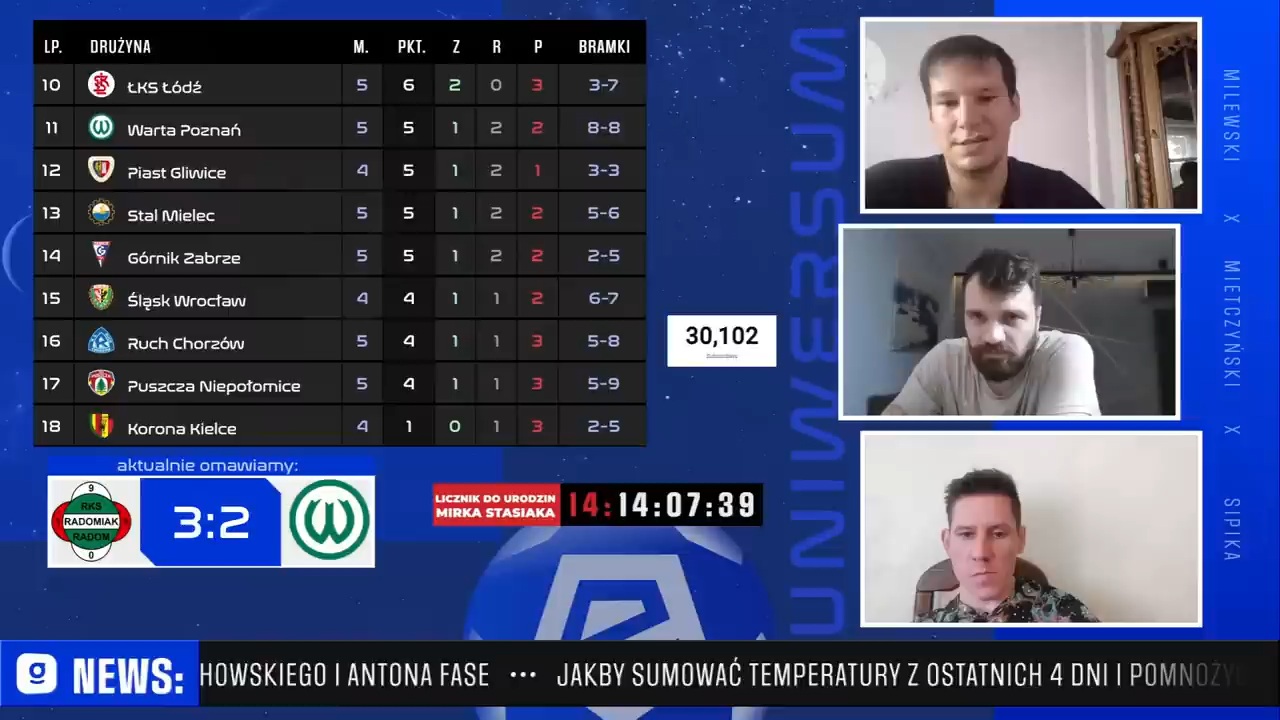 LP. DRUŻYNA M. PKT. Z R P BRAMKI
10 ŁKS Łódź 5 6 2 0 3 3-7
11 Warta Poznań 5 5 1 2 2 8-8
12 Piast Gliwice 4 5 1 2 1 3-3
13 Stal Mielec 5 5 1 2 2 5-6
14 Górnik Zabrze 5 5 1 2 2 2-5
15 Śląsk Wrocław 4 4 1 1 2 6-7
16 Ruch Chorzów 5 4 1 1 3 5-8
17 Puszcza Niepołomice 5 4 1 1 3 5-9
18 Korona Kielce 4 1 0 1 3 2-5
aktualnie omawiamy:
9
RKS
RADOMIAK
RADOM
0
3:2
30,102
LICZNIK DO URODZIN
MIRKA STASIAKA
14:14:07:39
UNIWERSUM
MILEWSKI X MIETCZYŃSKI X SIPIKA
g NEWS:
HOWSKIEGO I ANTONA FASE ••• JAKBY SUMOWAĆ TEMPERATURY Z OSTATNICH 4 DNI I POMNOŻY